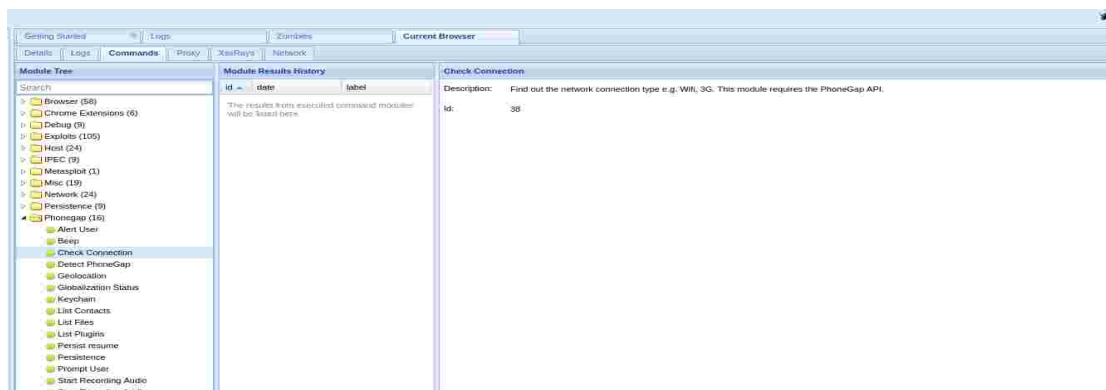 Getting Started
Logs
Zombies
Current Browser
Details
Logs
Commands
Proxy
XssRays
Network
Module Tree
Search
Browser (58)
Chrome Extensions (6)
Debug (9)
Exploits (105)
Host (24)
IPEC (9)
Metasploit (1)
Misc (19)
Network (24)
Persistence (9)
Phonegap (16)
Alert User
Beep
Check Connection
Detect PhoneGap
Geolocation
Globalization Status
Keychain
List Contacts
List Files
List Plugins
Persist resume
Persistence
Prompt User
Start Recording Audio
Module Results History
id date label
The results from executed command modules
will be listed here.
Check Connection
Description: Find out the network connection type e.g. Wifi, 3G. This module requires the PhoneGap API.
Id: 38